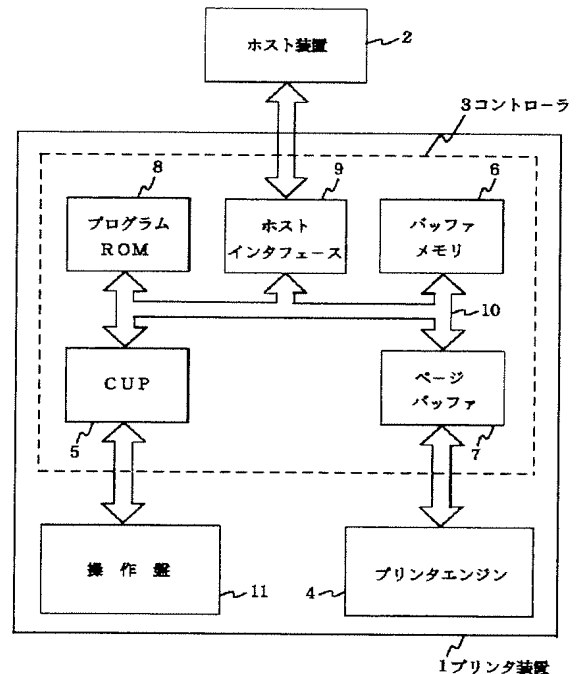 ホスト装置
2
3コントローラ
8
9
6
プログラム
ROM
ホスト
インタフェース
バッファ
メモリ
10
CUP
ページ
バッファ
5
7
操作盤
プリンタエンジン
11
4
1プリンタ装置